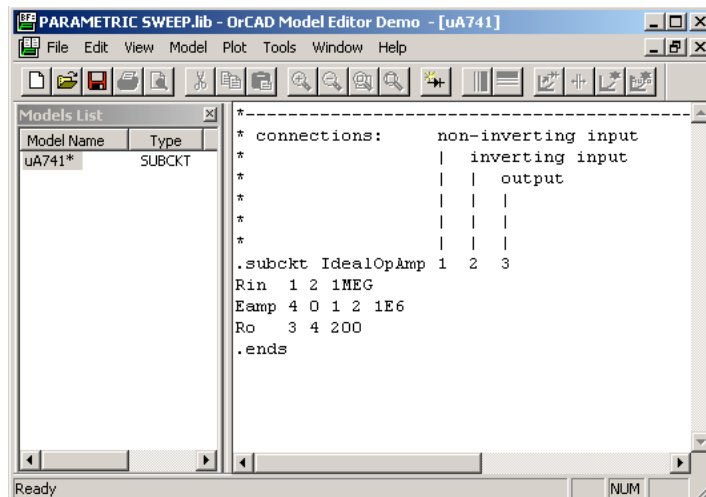 PARAMETRIC SWEEP.lib - OrCAD Model Editor Demo - [uA741]
File Edit View Model Plot Tools Window Help
Models List
Model Name Type
uA741* SUBCKT
*------------------------------------------
* connections: non-inverting input
* | inverting input
* | | output
* | | |
* | | |
* | | |
.subckt IdealOpAmp 1 2 3
Rin 1 2 1MEG
Eamp 4 0 1 2 1E6
Ro 3 4 200
.ends
Ready NUM